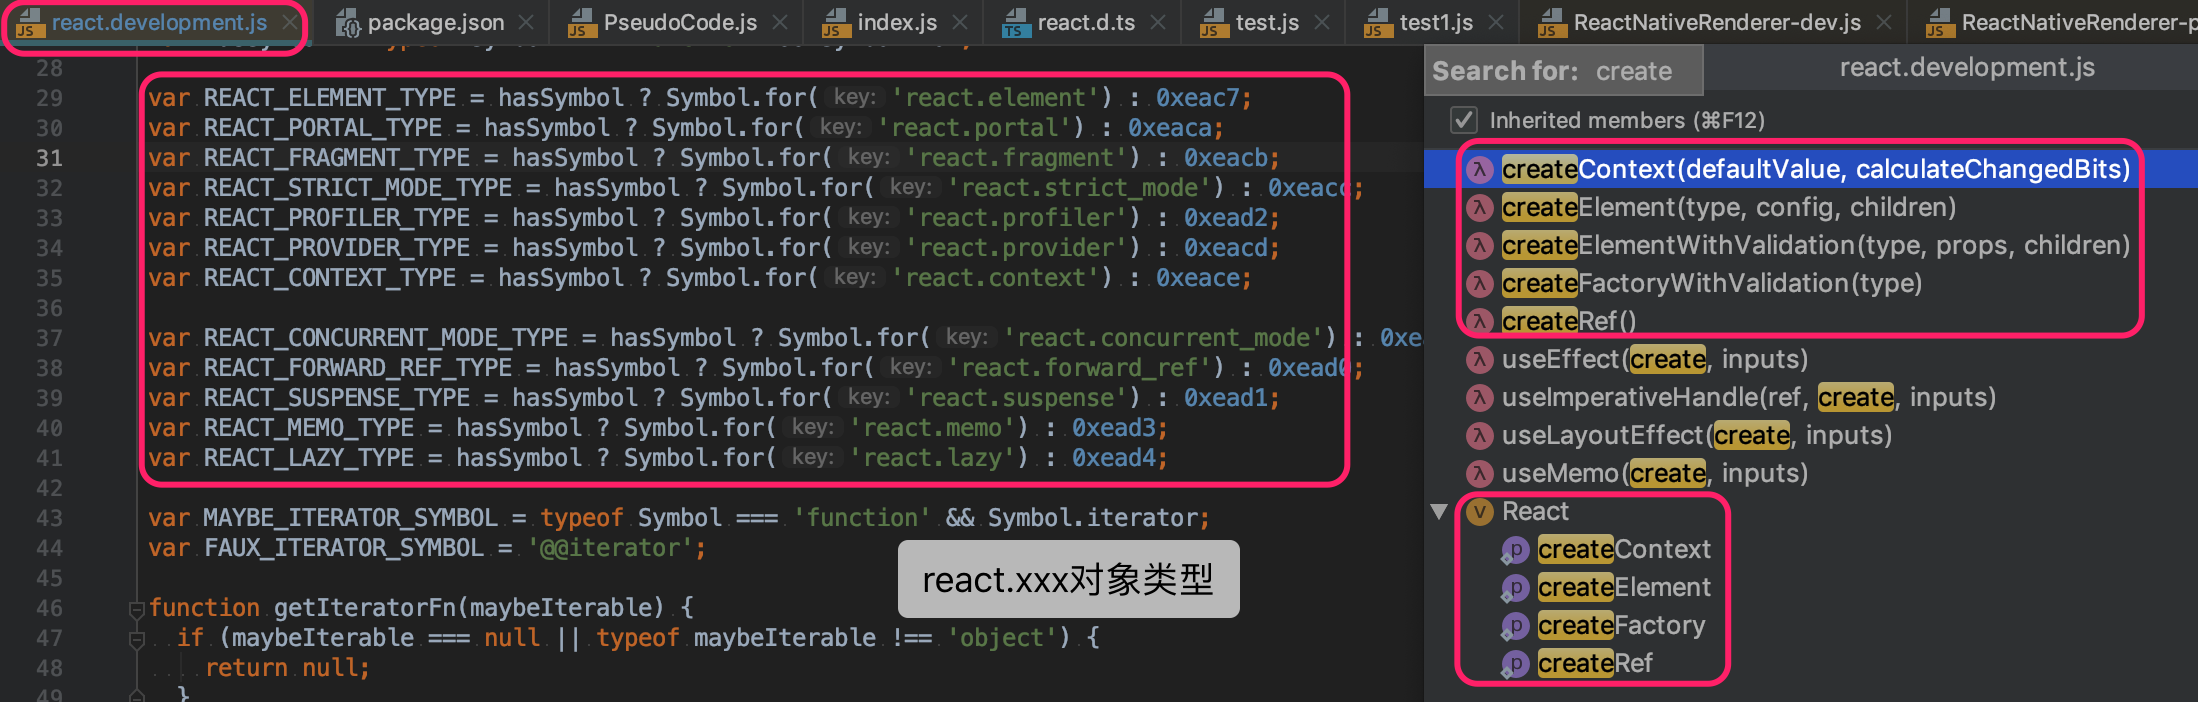 react.development.js package.json PseudoCode.js index.js react.d.ts test.js test1.js ReactNativeRenderer-dev.js ReactNativeRenderer-p
28
29 var REACT_ELEMENT_TYPE = hasSymbol ? Symbol.for( key: 'react.element') : 0xeac7;
30 var REACT_PORTAL_TYPE = hasSymbol ? Symbol.for( key: 'react.portal') : 0xeaca;
31 var REACT_FRAGMENT_TYPE = hasSymbol ? Symbol.for( key: 'react.fragment') : 0xeacb;
32 var REACT_STRICT_MODE_TYPE = hasSymbol ? Symbol.for( key: 'react.strict_mode') : 0xeacc;
33 var REACT_PROFILER_TYPE = hasSymbol ? Symbol.for( key: 'react.profiler') : 0xead2;
34 var REACT_PROVIDER_TYPE = hasSymbol ? Symbol.for( key: 'react.provider') : 0xeacd;
35 var REACT_CONTEXT_TYPE = hasSymbol ? Symbol.for( key: 'react.context') : 0xeace;
36
37 var REACT_CONCURRENT_MODE_TYPE = hasSymbol ? Symbol.for( key: 'react.concurrent_mode') : 0xea
38 var REACT_FORWARD_REF_TYPE = hasSymbol ? Symbol.for( key: 'react.forward_ref') : 0xead0;
39 var REACT_SUSPENSE_TYPE = hasSymbol ? Symbol.for( key: 'react.suspense') : 0xead1;
40 var REACT_MEMO_TYPE = hasSymbol ? Symbol.for( key: 'react.memo') : 0xead3;
41 var REACT_LAZY_TYPE = hasSymbol ? Symbol.for( key: 'react.lazy') : 0xead4;
42
43 var MAYBE_ITERATOR_SYMBOL = typeof Symbol === 'function' && Symbol.iterator;
44 var FAUX_ITERATOR_SYMBOL = '@@iterator';
45
46 function getIteratorFn(maybeIterable) {
47 if (maybeIterable === null || typeof maybeIterable !== 'object') {
48 return null;
49 }
react.xxx对象类型
Search for: create
react.development.js
Inherited members (⌘F12)
λ createContext(defaultValue, calculateChangedBits)
λ createElement(type, config, children)
λ createElementWithValidation(type, props, children)
λ createFactoryWithValidation(type)
λ createRef()
λ useEffect(create, inputs)
λ useImperativeHandle(ref, create, inputs)
λ useLayoutEffect(create, inputs)
λ useMemo(create, inputs)
V React
p createContext
p createElement
p createFactory
p createRef